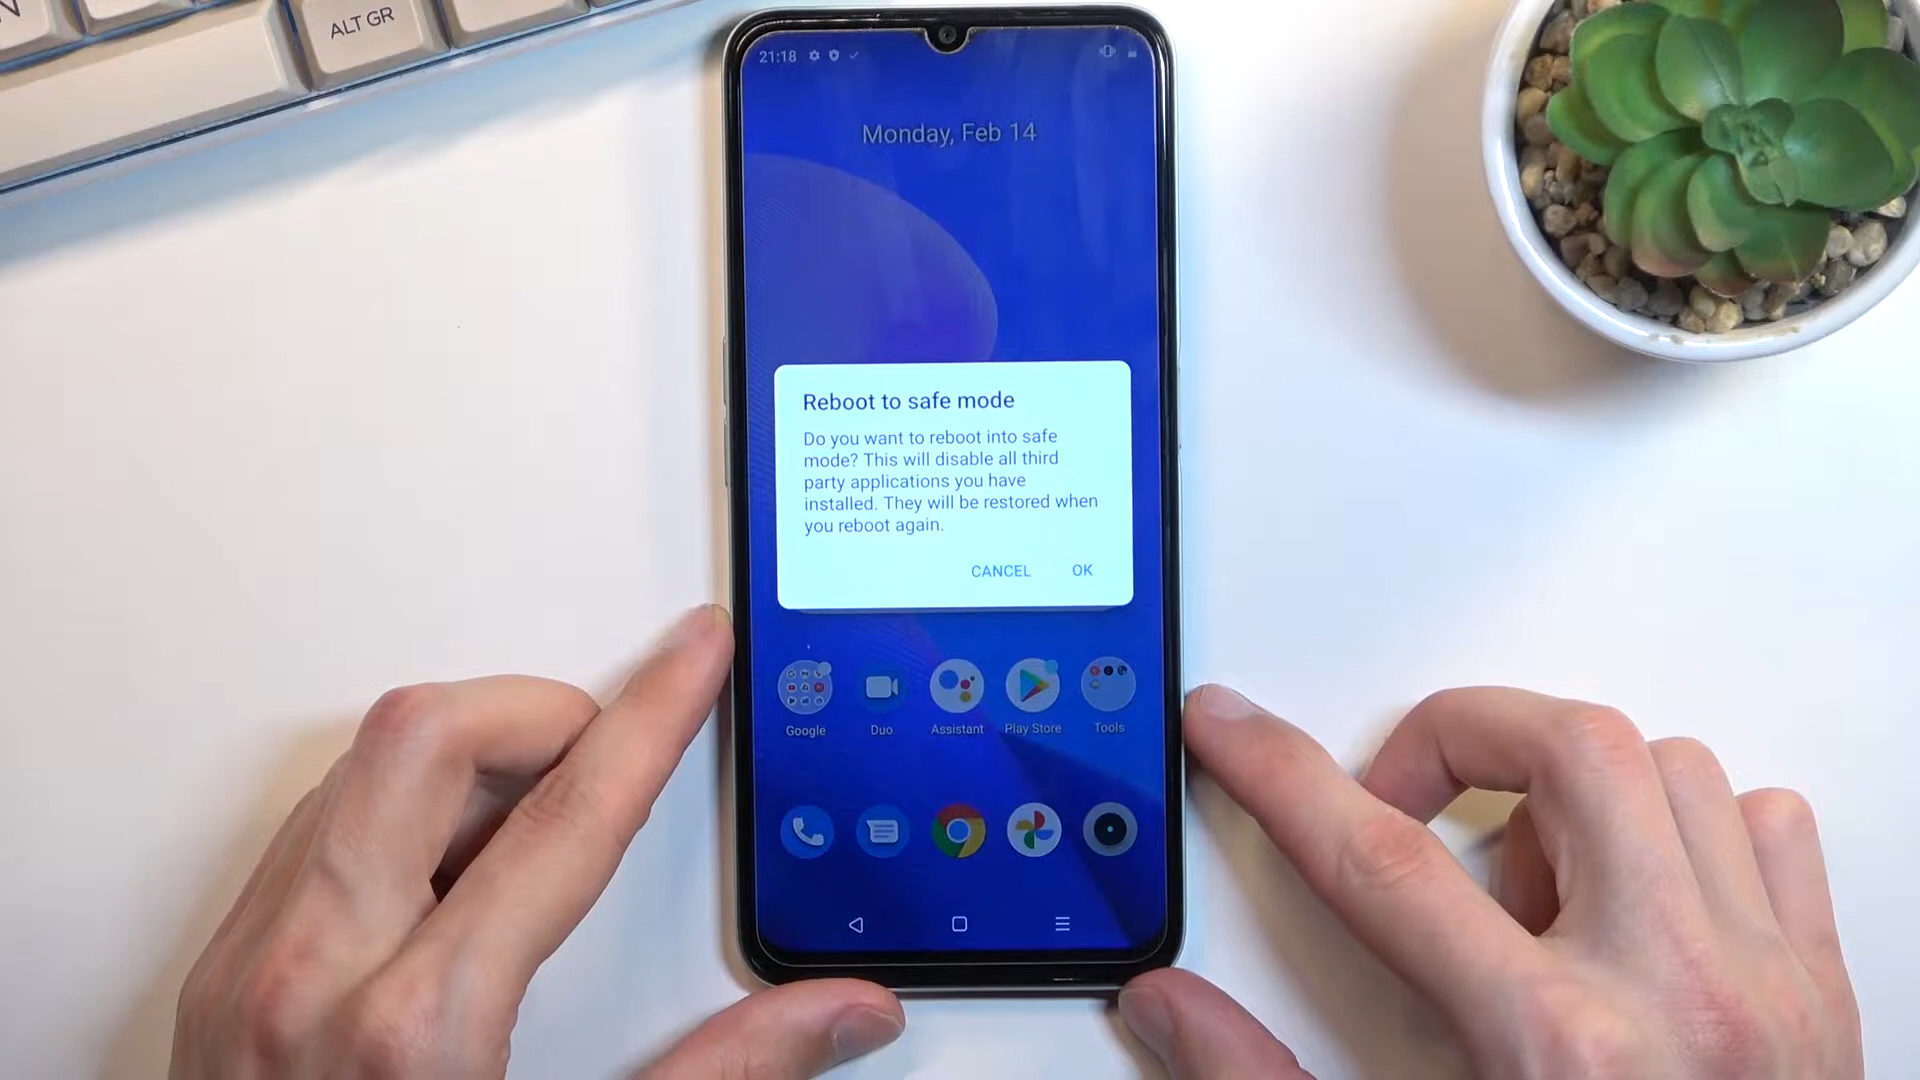 N
ALT GR
21:18
Monday, Feb 14
Reboot to safe mode
Do you want to reboot into safe
mode? This will disable all third
party applications you have
installed. They will be restored when
you reboot again.
CANCEL OK
Google Duo Assistant Play Store Tools